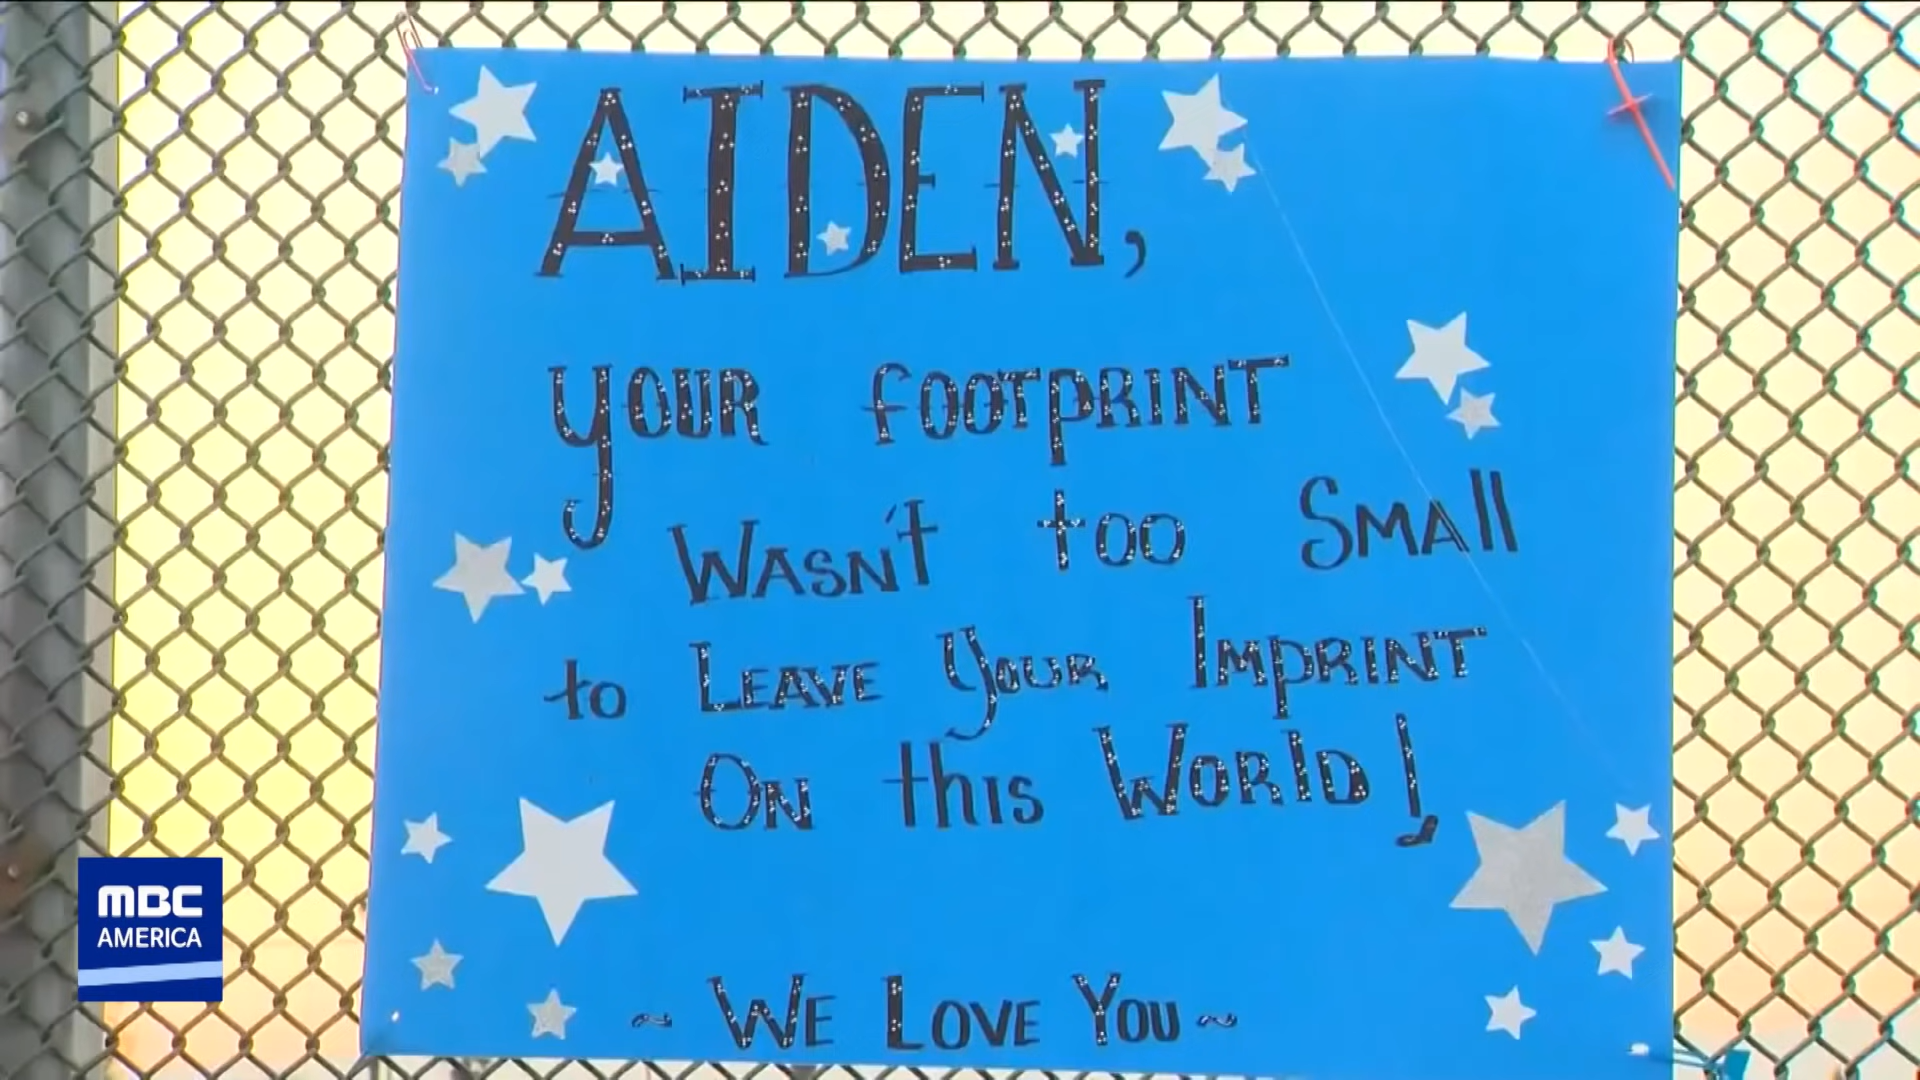 AIDEN,
YOUR FOOTPRINT
WASN'T TOO SMAll
to LEAVE YOUR IMPRINT
ON this WORlD!
~ WE LOVE YOU ~
MBC
AMERICA